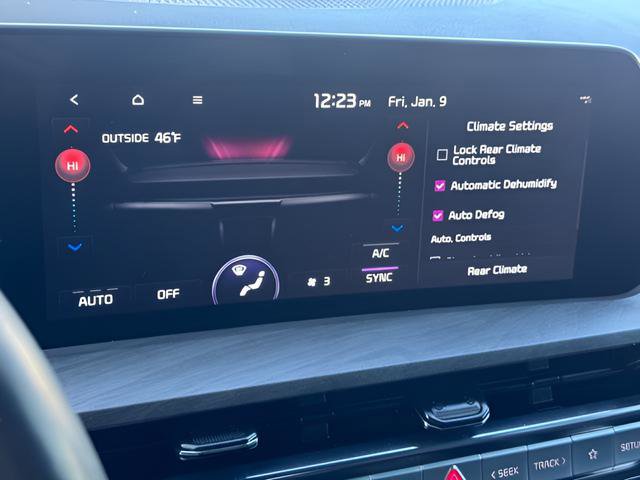 12:23 PM Fri, Jan. 9
OUTSIDE 46°F
HI
HI
Climate Settings
Lock Rear Climate
Controls
Automatic Dehumidify
Auto Defog
Auto. Controls
Rear Climate
A/C
SYNC
AUTO
OFF
3
< SEEK
TRACK >